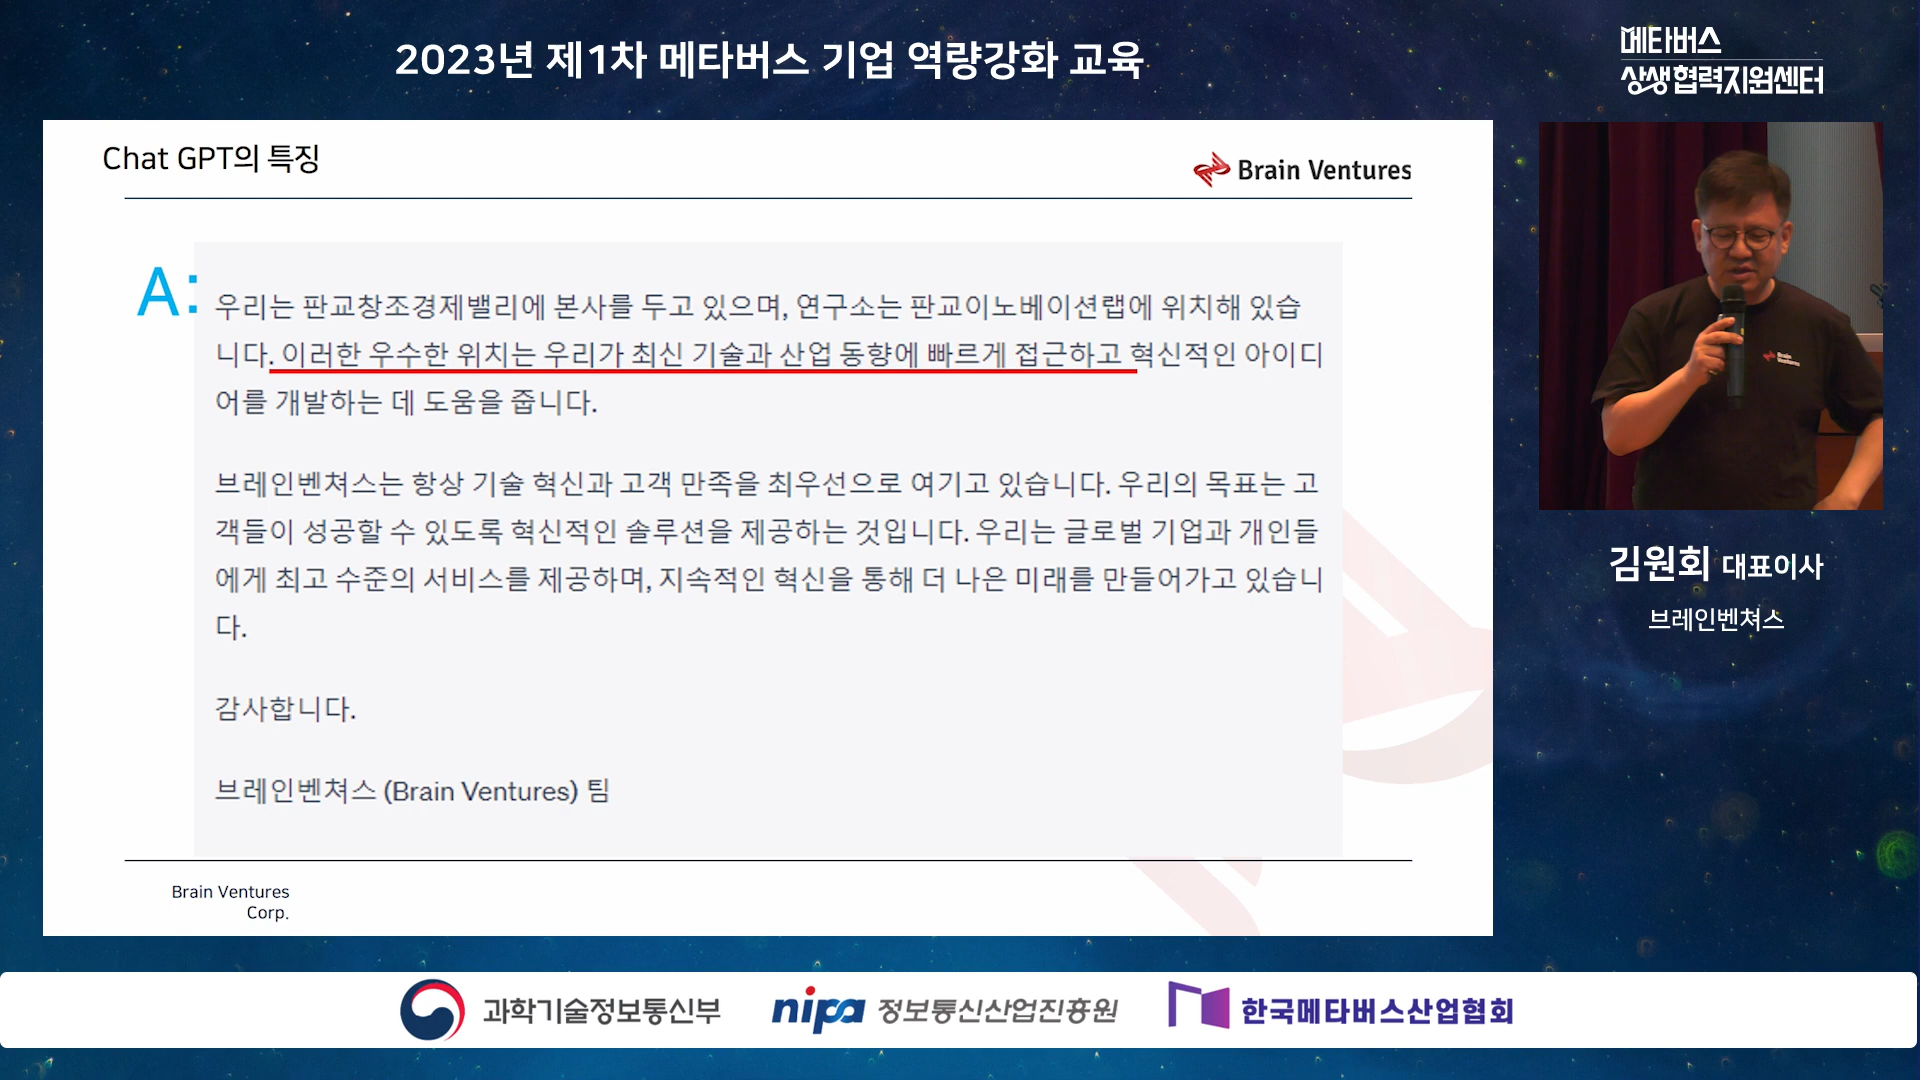 2023년 제1차 메타버스 기업 역량강화 교육
메타버스
상생협력지원센터
Chat GPT의 특징
Brain Ventures
A:
우리는 판교창조경제밸리에 본사를 두고 있으며, 연구소는 판교이노베이션랩에 위치해 있습
니다. 이러한 우수한 위치는 우리가 최신 기술과 산업 동향에 빠르게 접근하고 혁신적인 아이디
어를 개발하는 데 도움을 줍니다.
브레인벤쳐스는 항상 기술 혁신과 고객 만족을 최우선으로 여기고 있습니다. 우리의 목표는 고
객들이 성공할 수 있도록 혁신적인 솔루션을 제공하는 것입니다. 우리는 글로벌 기업과 개인들
에게 최고 수준의 서비스를 제공하며, 지속적인 혁신을 통해 더 나은 미래를 만들어가고 있습니
다.
감사합니다.
브레인벤쳐스 (Brain Ventures) 팀
Brain Ventures
Corp.
Brain
Ventures
김원회 대표이사
브레인벤쳐스
과학기술정보통신부
nipa 정보통신산업진흥원
한국메타버스산업협회